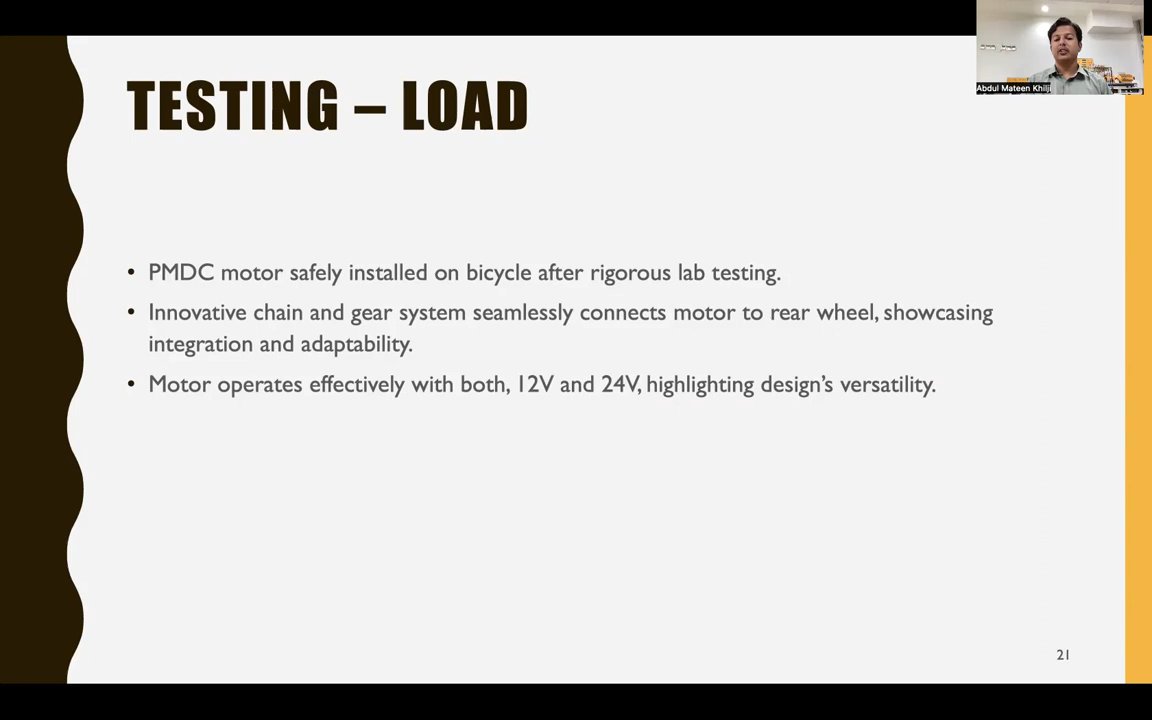 Abdul Mateen Khilji
TESTING – LOAD
• PMDC motor safely installed on bicycle after rigorous lab testing.
• Innovative chain and gear system seamlessly connects motor to rear wheel, showcasing
integration and adaptability.
• Motor operates effectively with both, 12V and 24V, highlighting design’s versatility.
21